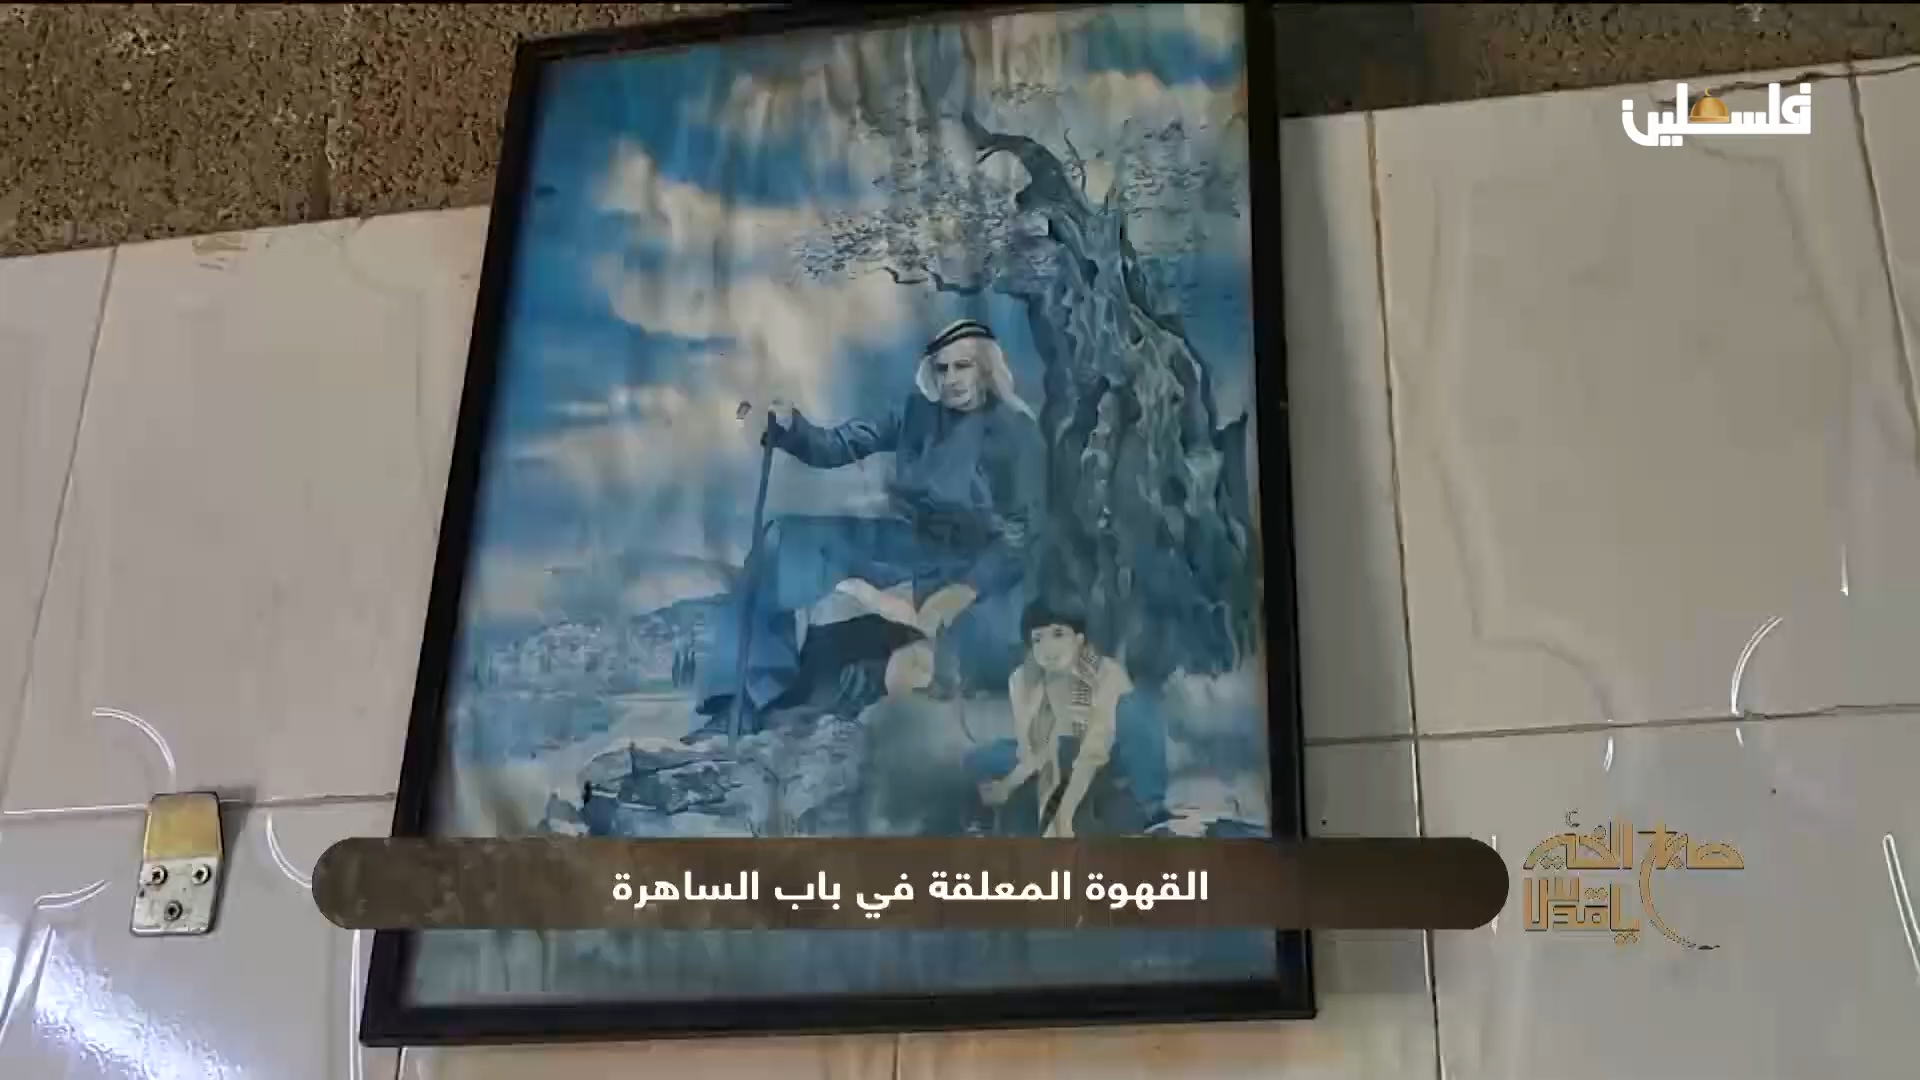 فلسطين
القهوة المعلقة في باب الساهرة
صباح الخير
يا قدس